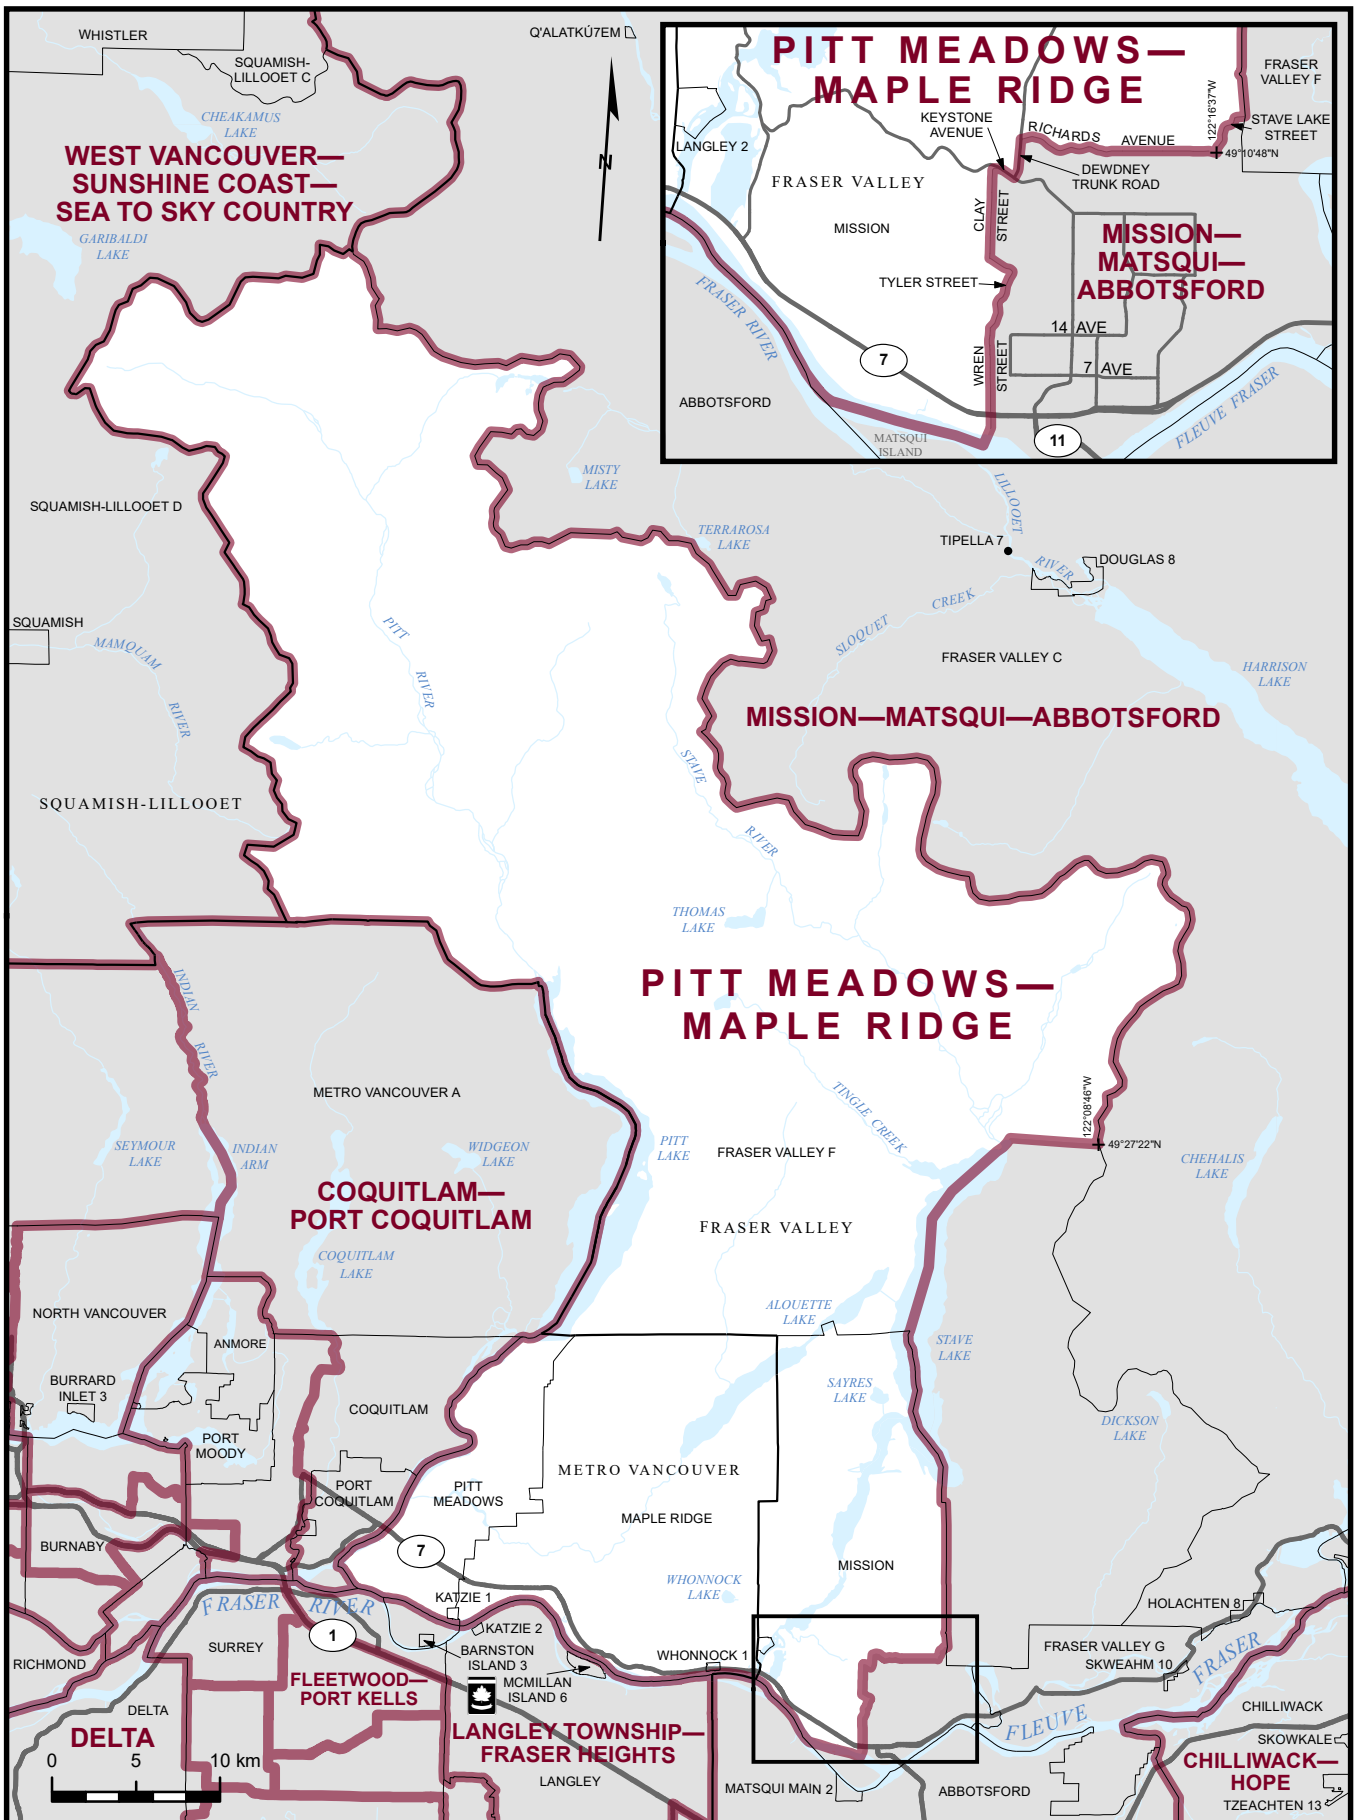 WHISTLER
SQUAMISH-
LILLOOET C
Q'ALATKÚ7EM
CHEAKAMUS
LAKE
WEST VANCOUVER—
SUNSHINE COAST—
SEA TO SKY COUNTRY
GARIBALDI
LAKE
N
PITT MEADOWS—
MAPLE RIDGE
FRASER
VALLEY F
122°16'37"W
STAVE LAKE
STREET
KEYSTONE
AVENUE
RICHARDS AVENUE
49°10'48"N
LANGLEY 2
DEWDNEY
TRUNK ROAD
FRASER VALLEY
MISSION
CLAY
STREET
MISSION—
MATSQUI—
ABBOTSFORD
TYLER STREET
FRASER RIVER
14 AVE
7
WREN
STREET
7 AVE
ABBOTSFORD
FLEUVE FRASER
MATSQUI
ISLAND
11
MISTY
LAKE
SQUAMISH-LILLOOET D
LILLOOET
RIVER
TERRAROSA
LAKE
TIPELLA 7
DOUGLAS 8
SLOQUET
CREEK
SQUAMISH
MAMQUAM
RIVER
PITT
RIVER
FRASER VALLEY C
HARRISON
LAKE
MISSION—MATSQUI—ABBOTSFORD
STAVE
RIVER
SQUAMISH-LILLOOET
THOMAS
LAKE
PITT MEADOWS—
MAPLE RIDGE
INDIAN
RIVER
METRO VANCOUVER A
TINGLE CREEK
122°08'46"W
49°27'22"N
SEYMOUR
LAKE
INDIAN
ARM
WIDGEON
LAKE
PITT
LAKE
FRASER VALLEY F
CHEHALIS
LAKE
COQUITLAM—
PORT COQUITLAM
FRASER VALLEY
COQUITLAM
LAKE
NORTH VANCOUVER
ALOUETTE
LAKE
ANMORE
STAVE
LAKE
BURRARD
INLET 3
SAYRES
LAKE
COQUITLAM
PORT
MOODY
DICKSON
LAKE
METRO VANCOUVER
PORT
COQUITLAM
PITT
MEADOWS
MAPLE RIDGE
BURNABY
7
MISSION
WHONNOCK
LAKE
FRASER RIVER
KATZIE 1
HOLACHTEN 8
KATZIE 2
1
SURREY
BARNSTON
ISLAND 3
WHONNOCK 1
FRASER VALLEY G
SKWEAHM 10
RICHMOND
FLEETWOOD—
PORT KELLS
MCMILLAN
ISLAND 6
FLEUVE FRASER
DELTA
CHILLIWACK
DELTA
LANGLEY TOWNSHIP—
FRASER HEIGHTS
SKOWKALE
0 5 10 km
CHILLIWACK—
HOPE
LANGLEY
MATSQUI MAIN 2
ABBOTSFORD
TZEACHTEN 13